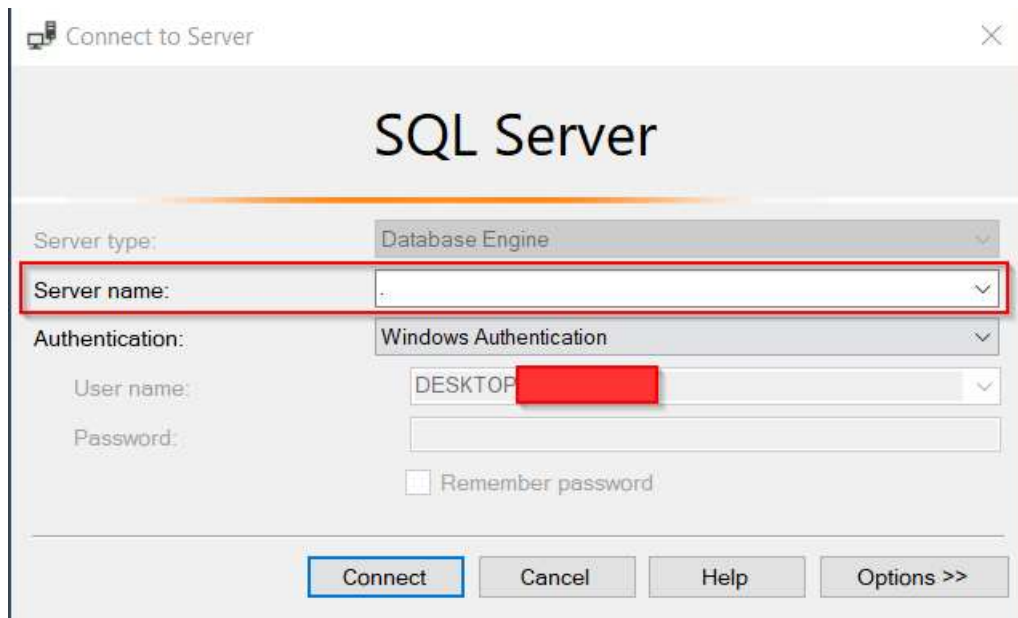 Connect to Server
SQL Server
Server type: Database Engine
Server name: .
Authentication: Windows Authentication
User name: DESKTOP
Password:
Remember password
Connect Cancel Help Options >>